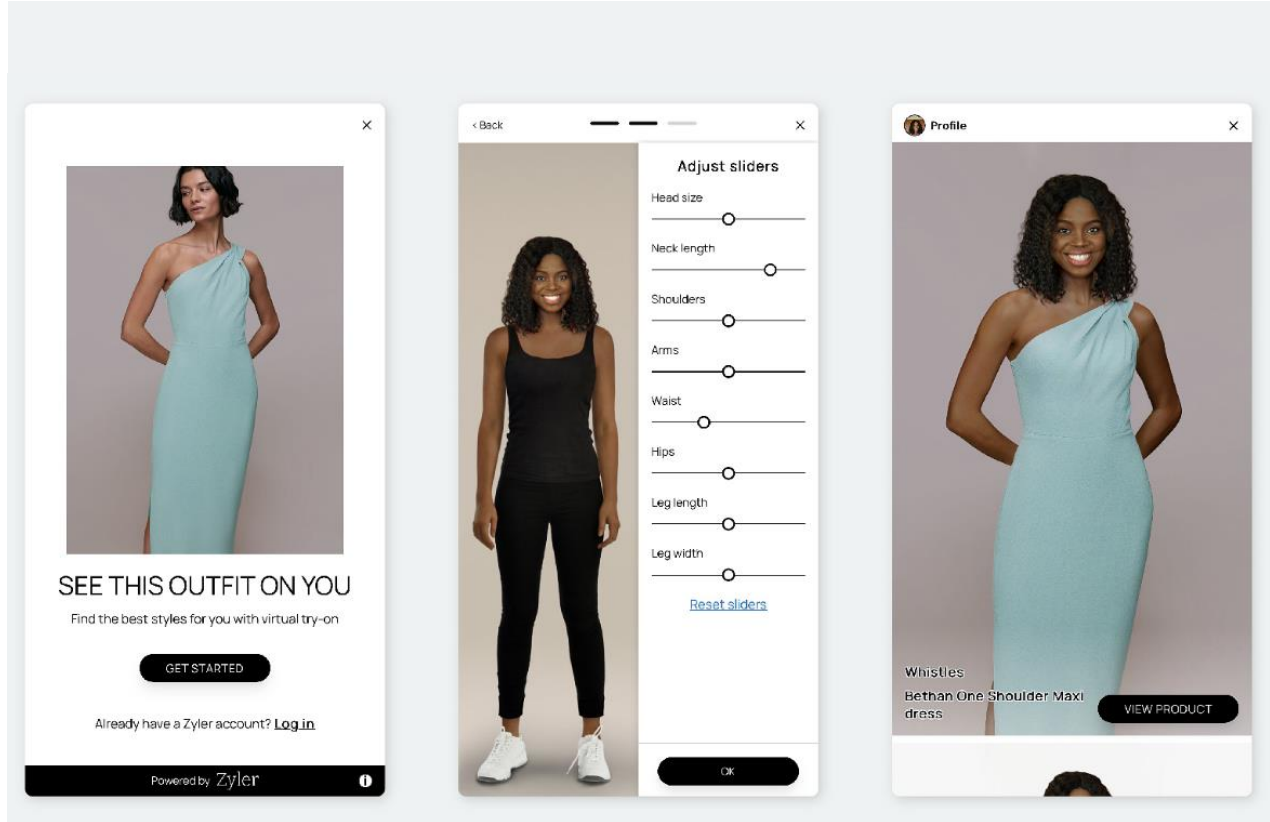 SEE THIS OUTFIT ON YOU
Find the best styles for you with virtual try-on
GET STARTED
Already have a Zyler account? Log in
Powered by Zyler
i
< Back
Adjust sliders
Head size
Neck length
Shoulders
Arms
Waist
Hips
Leg length
Leg width
Reset sliders
OK
Profile
Whistles
Bethan One Shoulder Maxi
dress
VIEW PRODUCT